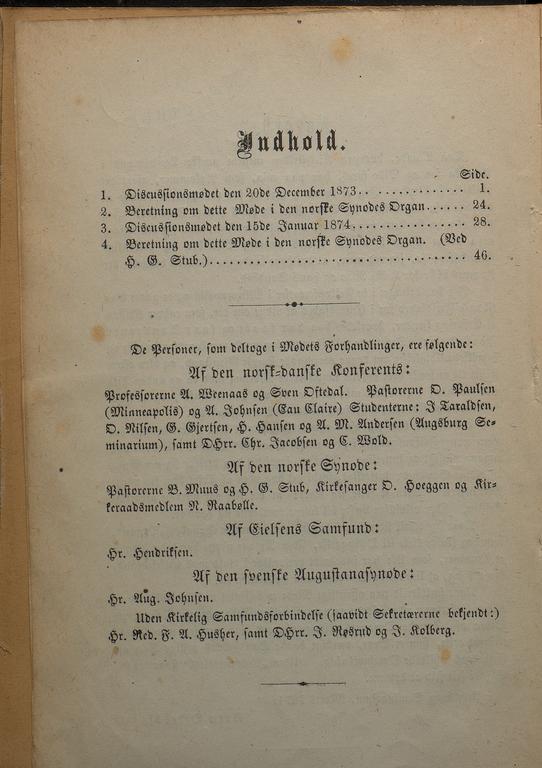 Indhold.
Side.
1. Discussionsmødet den 20de December 1873.. ............. 1.
2. Beretning om dette Møde i den norske Synodes Organ...... 24.
3. Discussionsmødet den 15de Januar 1874................. 28.
4. Beretning om dette Møde i den norske Synodes Organ. (Ved
H. G. Stub.)...................................... 46.
De Personer, som deltoge i Mødets Forhandlinger, ere følgende:
Af den norsk-danske Konferents:
Professorerne A. Weenaas og Sven Oftedal. Pastorerne O. Paulsen
(Minneapolis) og A. Johnsen (Eau Claire) Studenterne: J Taraldsen,
O. Nilsen, G. Gjertsen, H. Hansen og A. M. Andersen (Augsburg Se-
minarium), samt DHrr. Chr. Jacobsen og C. Wold.
Af den norske Synode:
Pastorerne B. Muus og H. G. Stub, Kirkesanger O. Hoeggen og Kir-
keraadsmedlem N. Raabolle.
Af Eielsens Samfund:
Hr. Hendriksen.
Af den svenske Augustanasynode:
Hr. Aug. Johnsen.
Uden Kirkelig Samfundsforbindelse (saavidt Sekretærerne bekjendt:)
Hr. Red. F. A. Husher, samt DHrr. J. Røsrud og J. Kolberg.